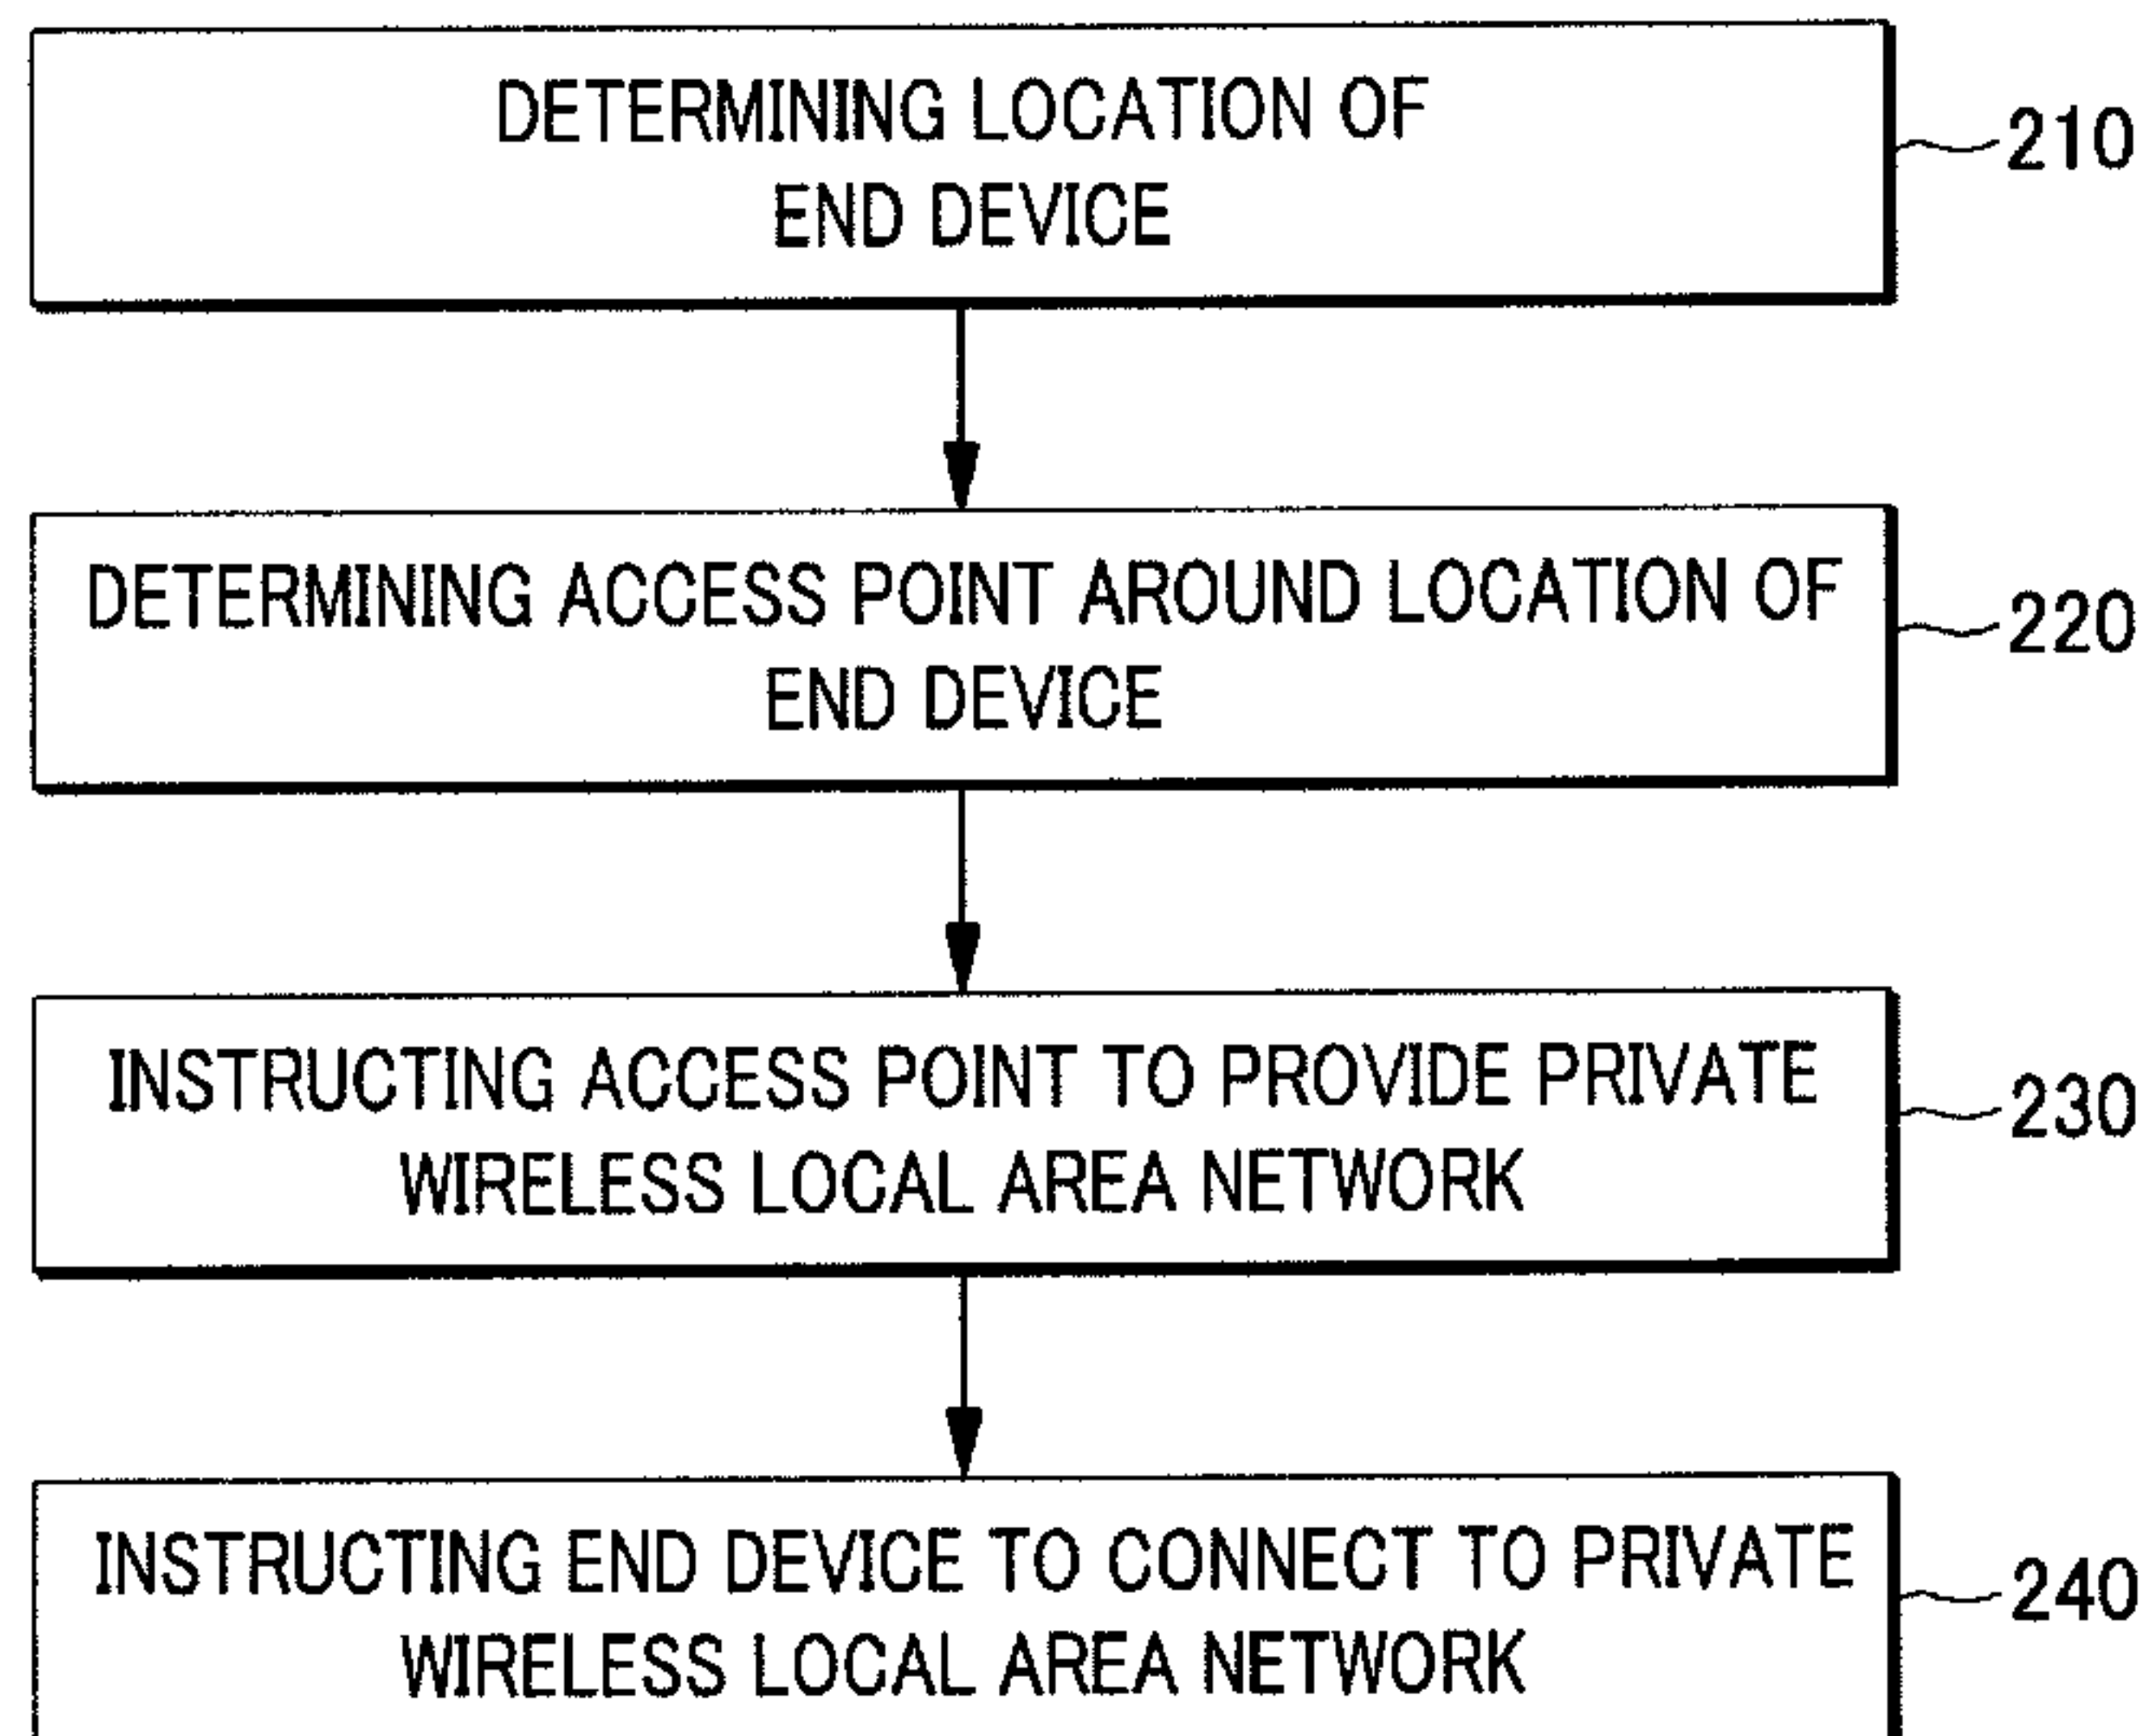 DETERMINING LOCATION OF
END DEVICE
210
DETERMINING ACCESS POINT AROUND LOCATION OF
END DEVICE
220
INSTRUCTING ACCESS POINT TO PROVIDE PRIVATE
WIRELESS LOCAL AREA NETWORK
230
INSTRUCTING END DEVICE TO CONNECT TO PRIVATE
WIRELESS LOCAL AREA NETWORK
240